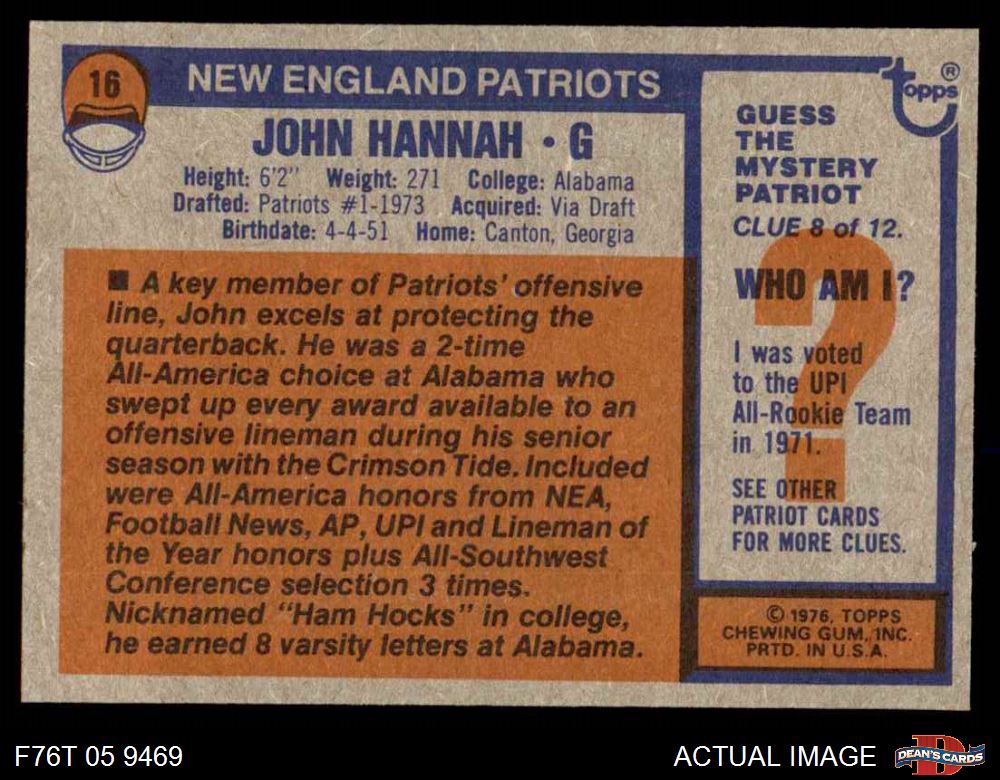 16
NEW ENGLAND PATRIOTS
JOHN HANNAH • G
Height: 6'2" Weight: 271 College: Alabama
Drafted: Patriots #1-1973 Acquired: Via Draft
Birthdate: 4-4-51 Home: Canton, Georgia
■ A key member of Patriots' offensive
line, John excels at protecting the
quarterback. He was a 2-time
All-America choice at Alabama who
swept up every award available to an
offensive lineman during his senior
season with the Crimson Tide. Included
were All-America honors from NEA,
Football News, AP, UPI and Lineman of
the Year honors plus All-Southwest
Conference selection 3 times.
Nicknamed "Ham Hocks" in college,
he earned 8 varsity letters at Alabama.
topps ®
GUESS
THE
MYSTERY
PATRIOT
CLUE 8 of 12.
?
WHO AM I?
I was voted
to the UPI
All-Rookie Team
in 1971.
SEE OTHER
PATRIOT CARDS
FOR MORE CLUES.
© 1976, TOPPS
CHEWING GUM, INC.
PRTD. IN U.S.A.
F76T 05 9469
ACTUAL IMAGE
D
DEAN'S CARDS